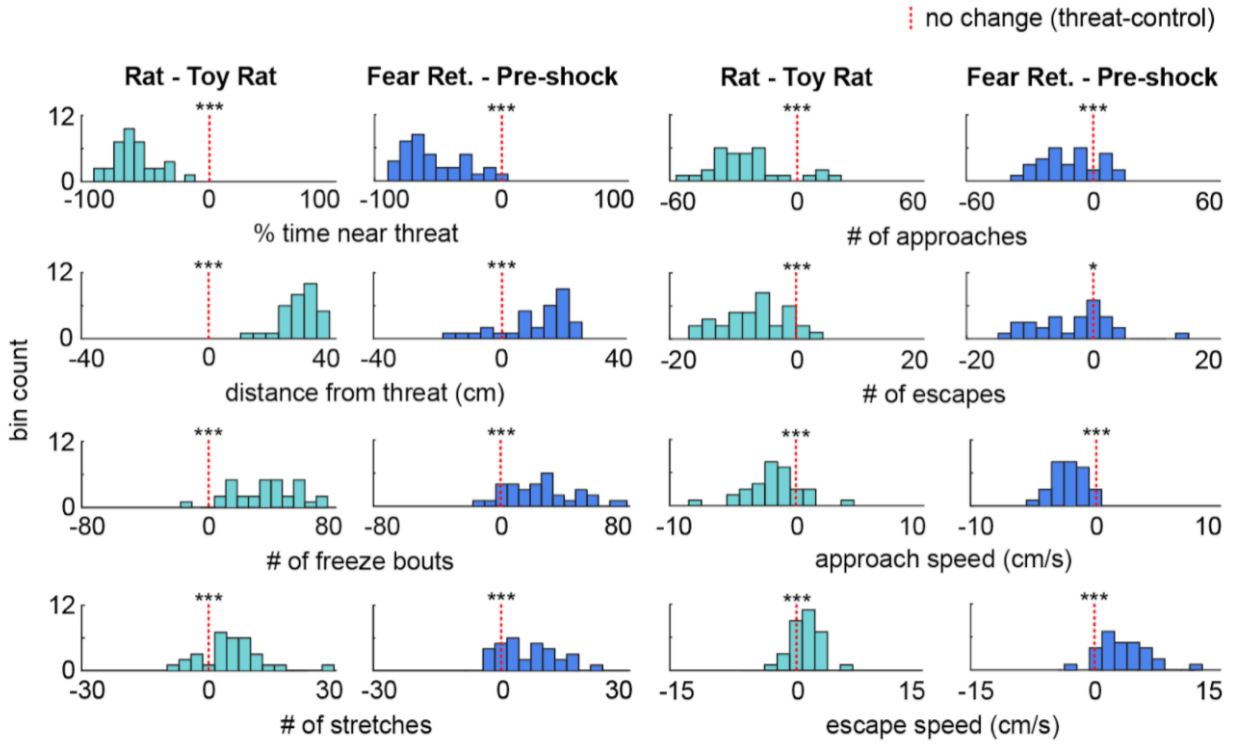 no change (threat-control)
Rat - Toy Rat Fear Ret. - Pre-shock Rat - Toy Rat Fear Ret. - Pre-shock
*** *** *** ***
12
0
-100 0 100 -100 0 100 -60 0 60 -60 0 60
% time near threat # of approaches
*** *** *** *
12
0
-40 0 40 -40 0 40 -20 0 20 -20 0 20
distance from threat (cm) # of escapes
bin count
*** *** *** ***
12
0
-80 0 80 -80 0 80 -10 0 10 -10 0 10
# of freeze bouts approach speed (cm/s)
*** *** *** ***
12
0
-30 0 30 -30 0 30 -15 0 15 -15 0 15
# of stretches escape speed (cm/s)